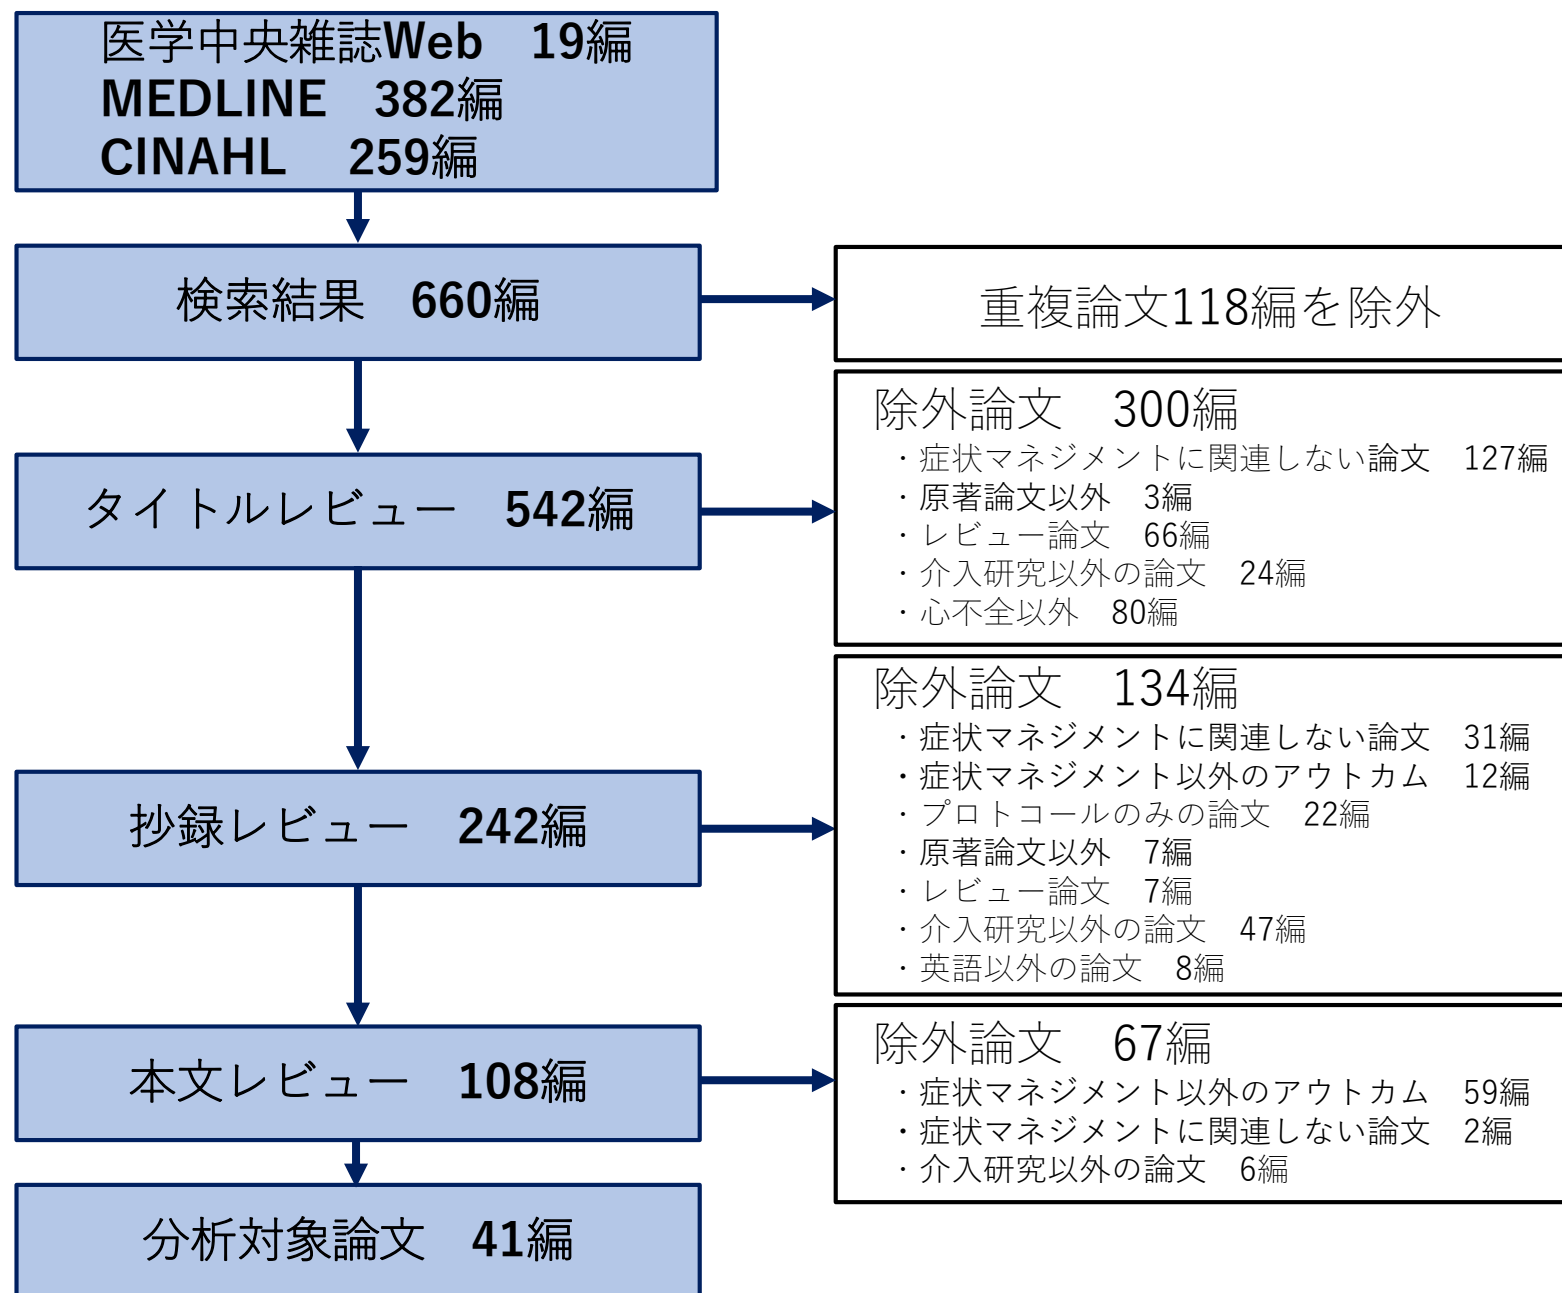 医学中央雑誌Web　19編
MEDLINE　382編
CINAHL　259編
検索結果　660編
重複論文118編を除外
タイトルレビュー　542編
除外論文　300編
・症状マネジメントに関連しない論文　127編
・原著論文以外　3編
・レビュー論文　66編
・介入研究以外の論文　24編
・心不全以外　80編
抄録レビュー　242編
除外論文　134編
・症状マネジメントに関連しない論文　31編
・症状マネジメント以外のアウトカム　12編
・プロトコールのみの論文　22編
・原著論文以外　7編
・レビュー論文　7編
・介入研究以外の論文　47編
・英語以外の論文　8編
本文レビュー　108編
除外論文　67編
・症状マネジメント以外のアウトカム　59編
・症状マネジメントに関連しない論文　2編
・介入研究以外の論文　6編
分析対象論文　41編